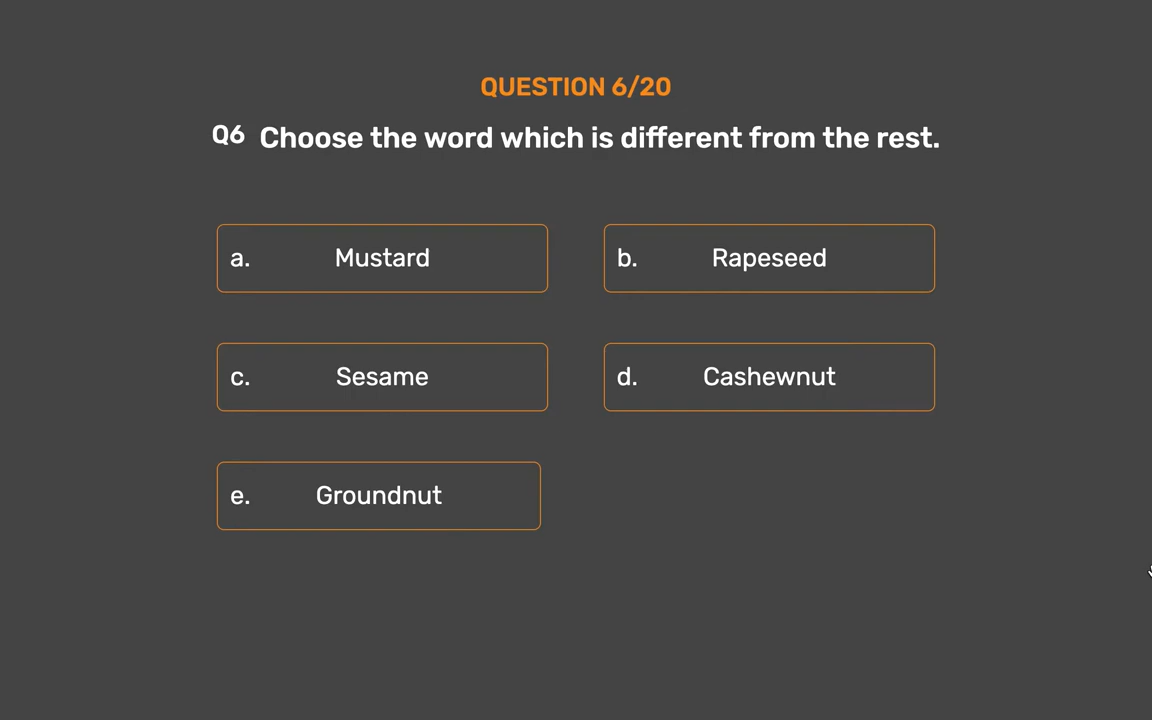 QUESTION 6/20
Q6 Choose the word which is different from the rest.
a. Mustard
b. Rapeseed
c. Sesame
d. Cashewnut
e. Groundnut